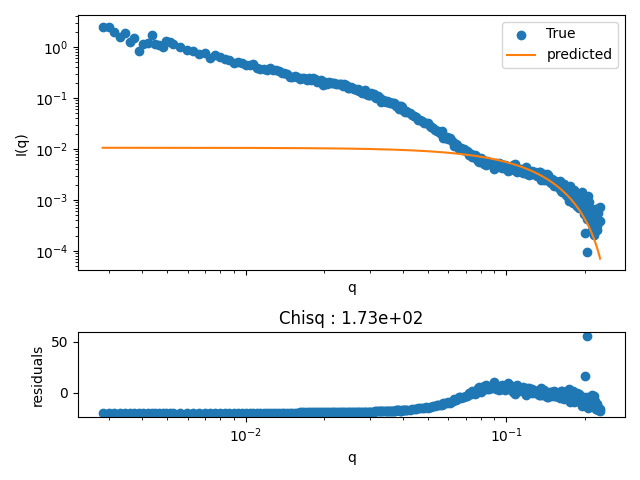 True
predicted
10⁰
10⁻¹
10⁻²
10⁻³
10⁻⁴
I(q)
q
Chisq : 1.73e+02
50
0
residuals
10⁻²
10⁻¹
q